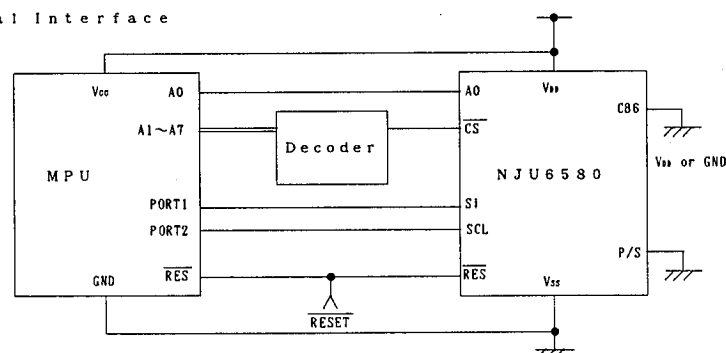 al Interface
Vcc
A0
A0
VDD
C86
A1~A7
Decoder
CS
MPU
NJU6580
VDD or GND
PORT1
SI
PORT2
SCL
P/S
RES
RES
GND
VSS
RESET